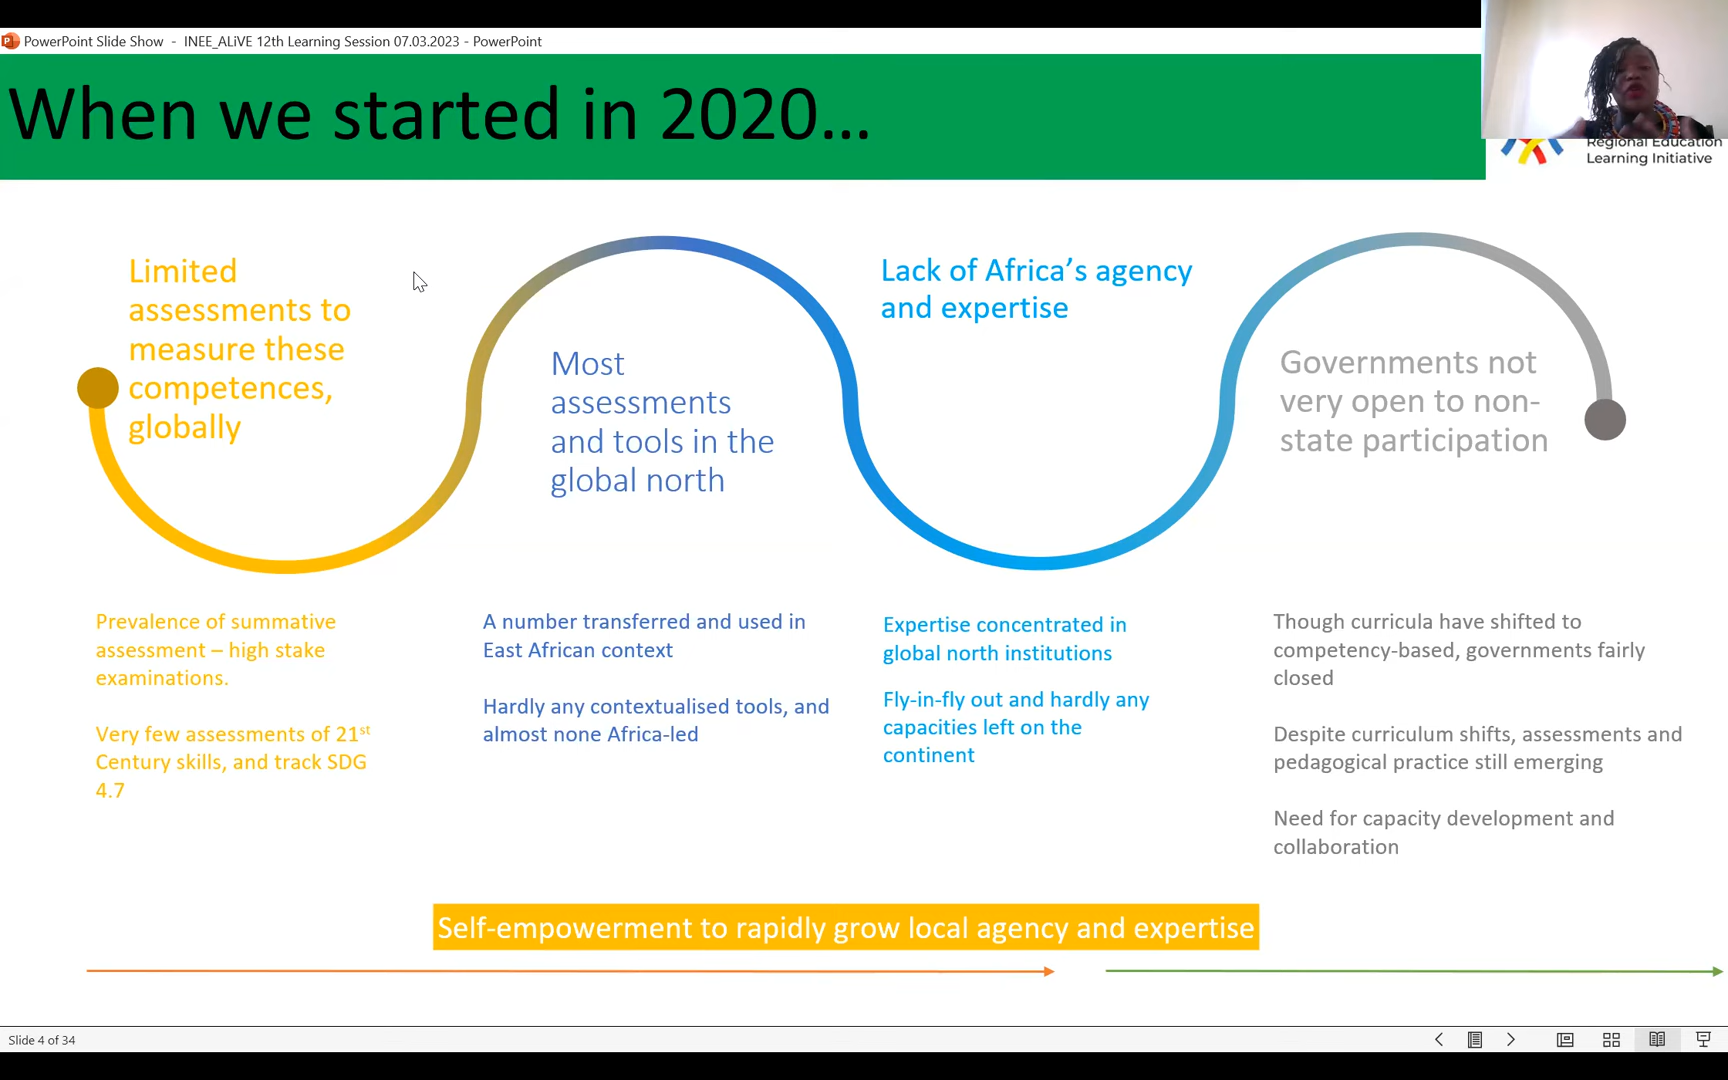 PowerPoint Slide Show - INEE_ALiVE 12th Learning Session 07.03.2023 - PowerPoint
When we started in 2020...
Regional Education
Learning Initiative
Limited
assessments to
measure these
competences,
globally
Most
assessments
and tools in the
global north
Lack of Africa’s agency
and expertise
Governments not
very open to non-
state participation
Prevalence of summative
assessment – high stake
examinations.
Very few assessments of 21st
Century skills, and track SDG
4.7
A number transferred and used in
East African context
Hardly any contextualised tools, and
almost none Africa-led
Expertise concentrated in
global north institutions
Fly-in-fly out and hardly any
capacities left on the
continent
Though curricula have shifted to
competency-based, governments fairly
closed
Despite curriculum shifts, assessments and
pedagogical practice still emerging
Need for capacity development and
collaboration
Self-empowerment to rapidly grow local agency and expertise
Slide 4 of 34